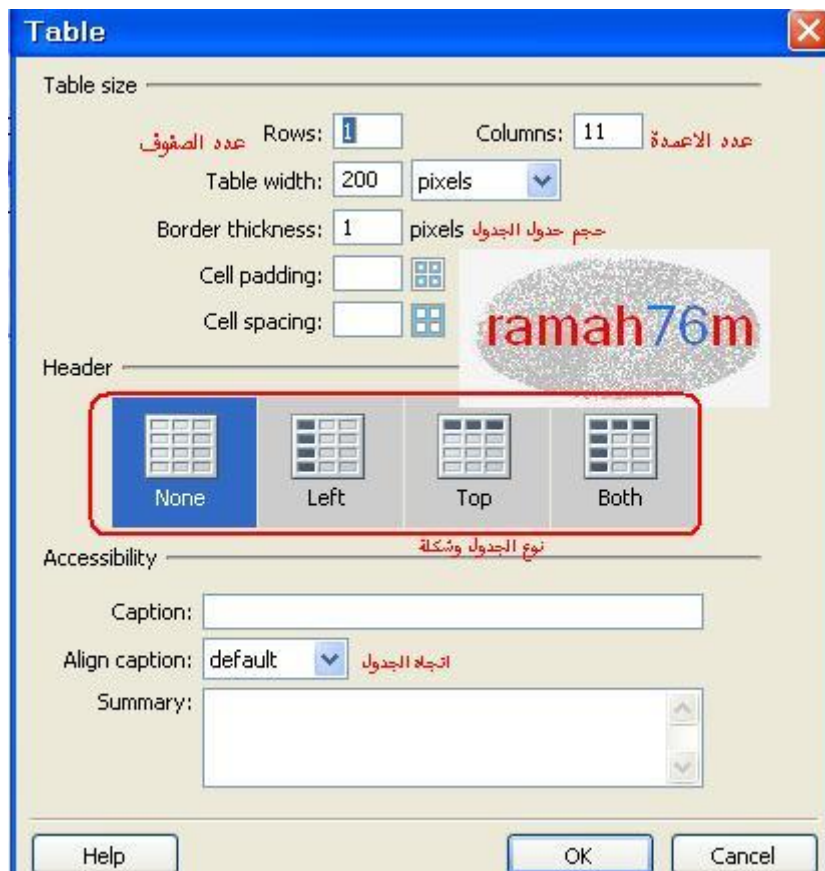 Table
Table size
عدد الصفوف Rows: 1 Columns: 11 عدد الاعمدة
Table width: 200 pixels
Border thickness: 1 pixels حجم حدول الجدول
Cell padding:
Cell spacing:
ramah76m
Header
None Left Top Both
نوع الجدول وشكلة
Accessibility
Caption:
Align caption: default اتجاه الجدول
Summary:
Help OK Cancel